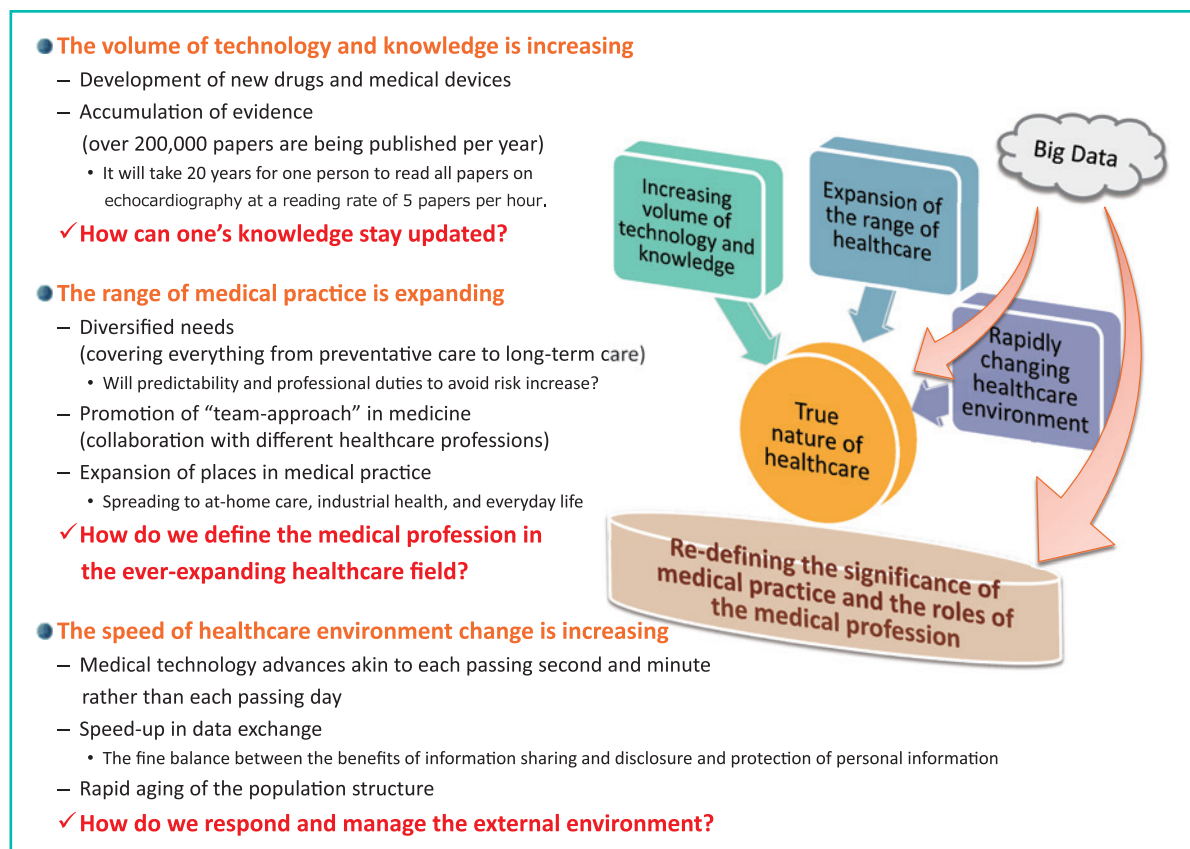 The volume of technology and knowledge is increasing
– Development of new drugs and medical devices
– Accumulation of evidence
(over 200,000 papers are being published per year)
• It will take 20 years for one person to read all papers on
echocardiography at a reading rate of 5 papers per hour.
✓How can one’s knowledge stay updated?
The range of medical practice is expanding
– Diversified needs
(covering everything from preventative care to long-term care)
• Will predictability and professional duties to avoid risk increase?
– Promotion of “team-approach” in medicine
(collaboration with different healthcare professions)
– Expansion of places in medical practice
• Spreading to at-home care, industrial health, and everyday life
✓How do we define the medical profession in
the ever-expanding healthcare field?
The speed of healthcare environment change is increasing
– Medical technology advances akin to each passing second and minute
rather than each passing day
– Speed-up in data exchange
• The fine balance between the benefits of information sharing and disclosure and protection of personal information
– Rapid aging of the population structure
✓How do we respond and manage the external environment?
Increasing
volume of
technology and
knowledge
Expansion of
the range of
healthcare
Big Data
Rapidly
changing
healthcare
environment
True
nature of
healthcare
Re-defining the significance of
medical practice and the roles of
the medical profession